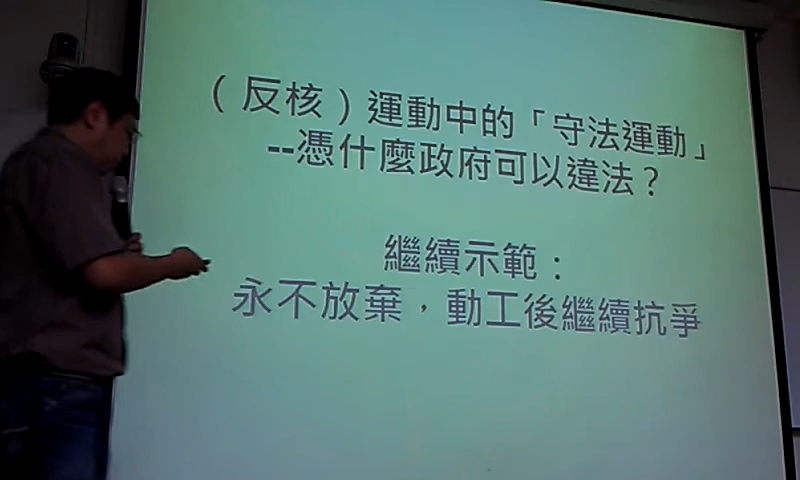 （反核）運動中的「守法運動」
--憑什麼政府可以違法？
繼續示範：
永不放棄，動工後繼續抗爭